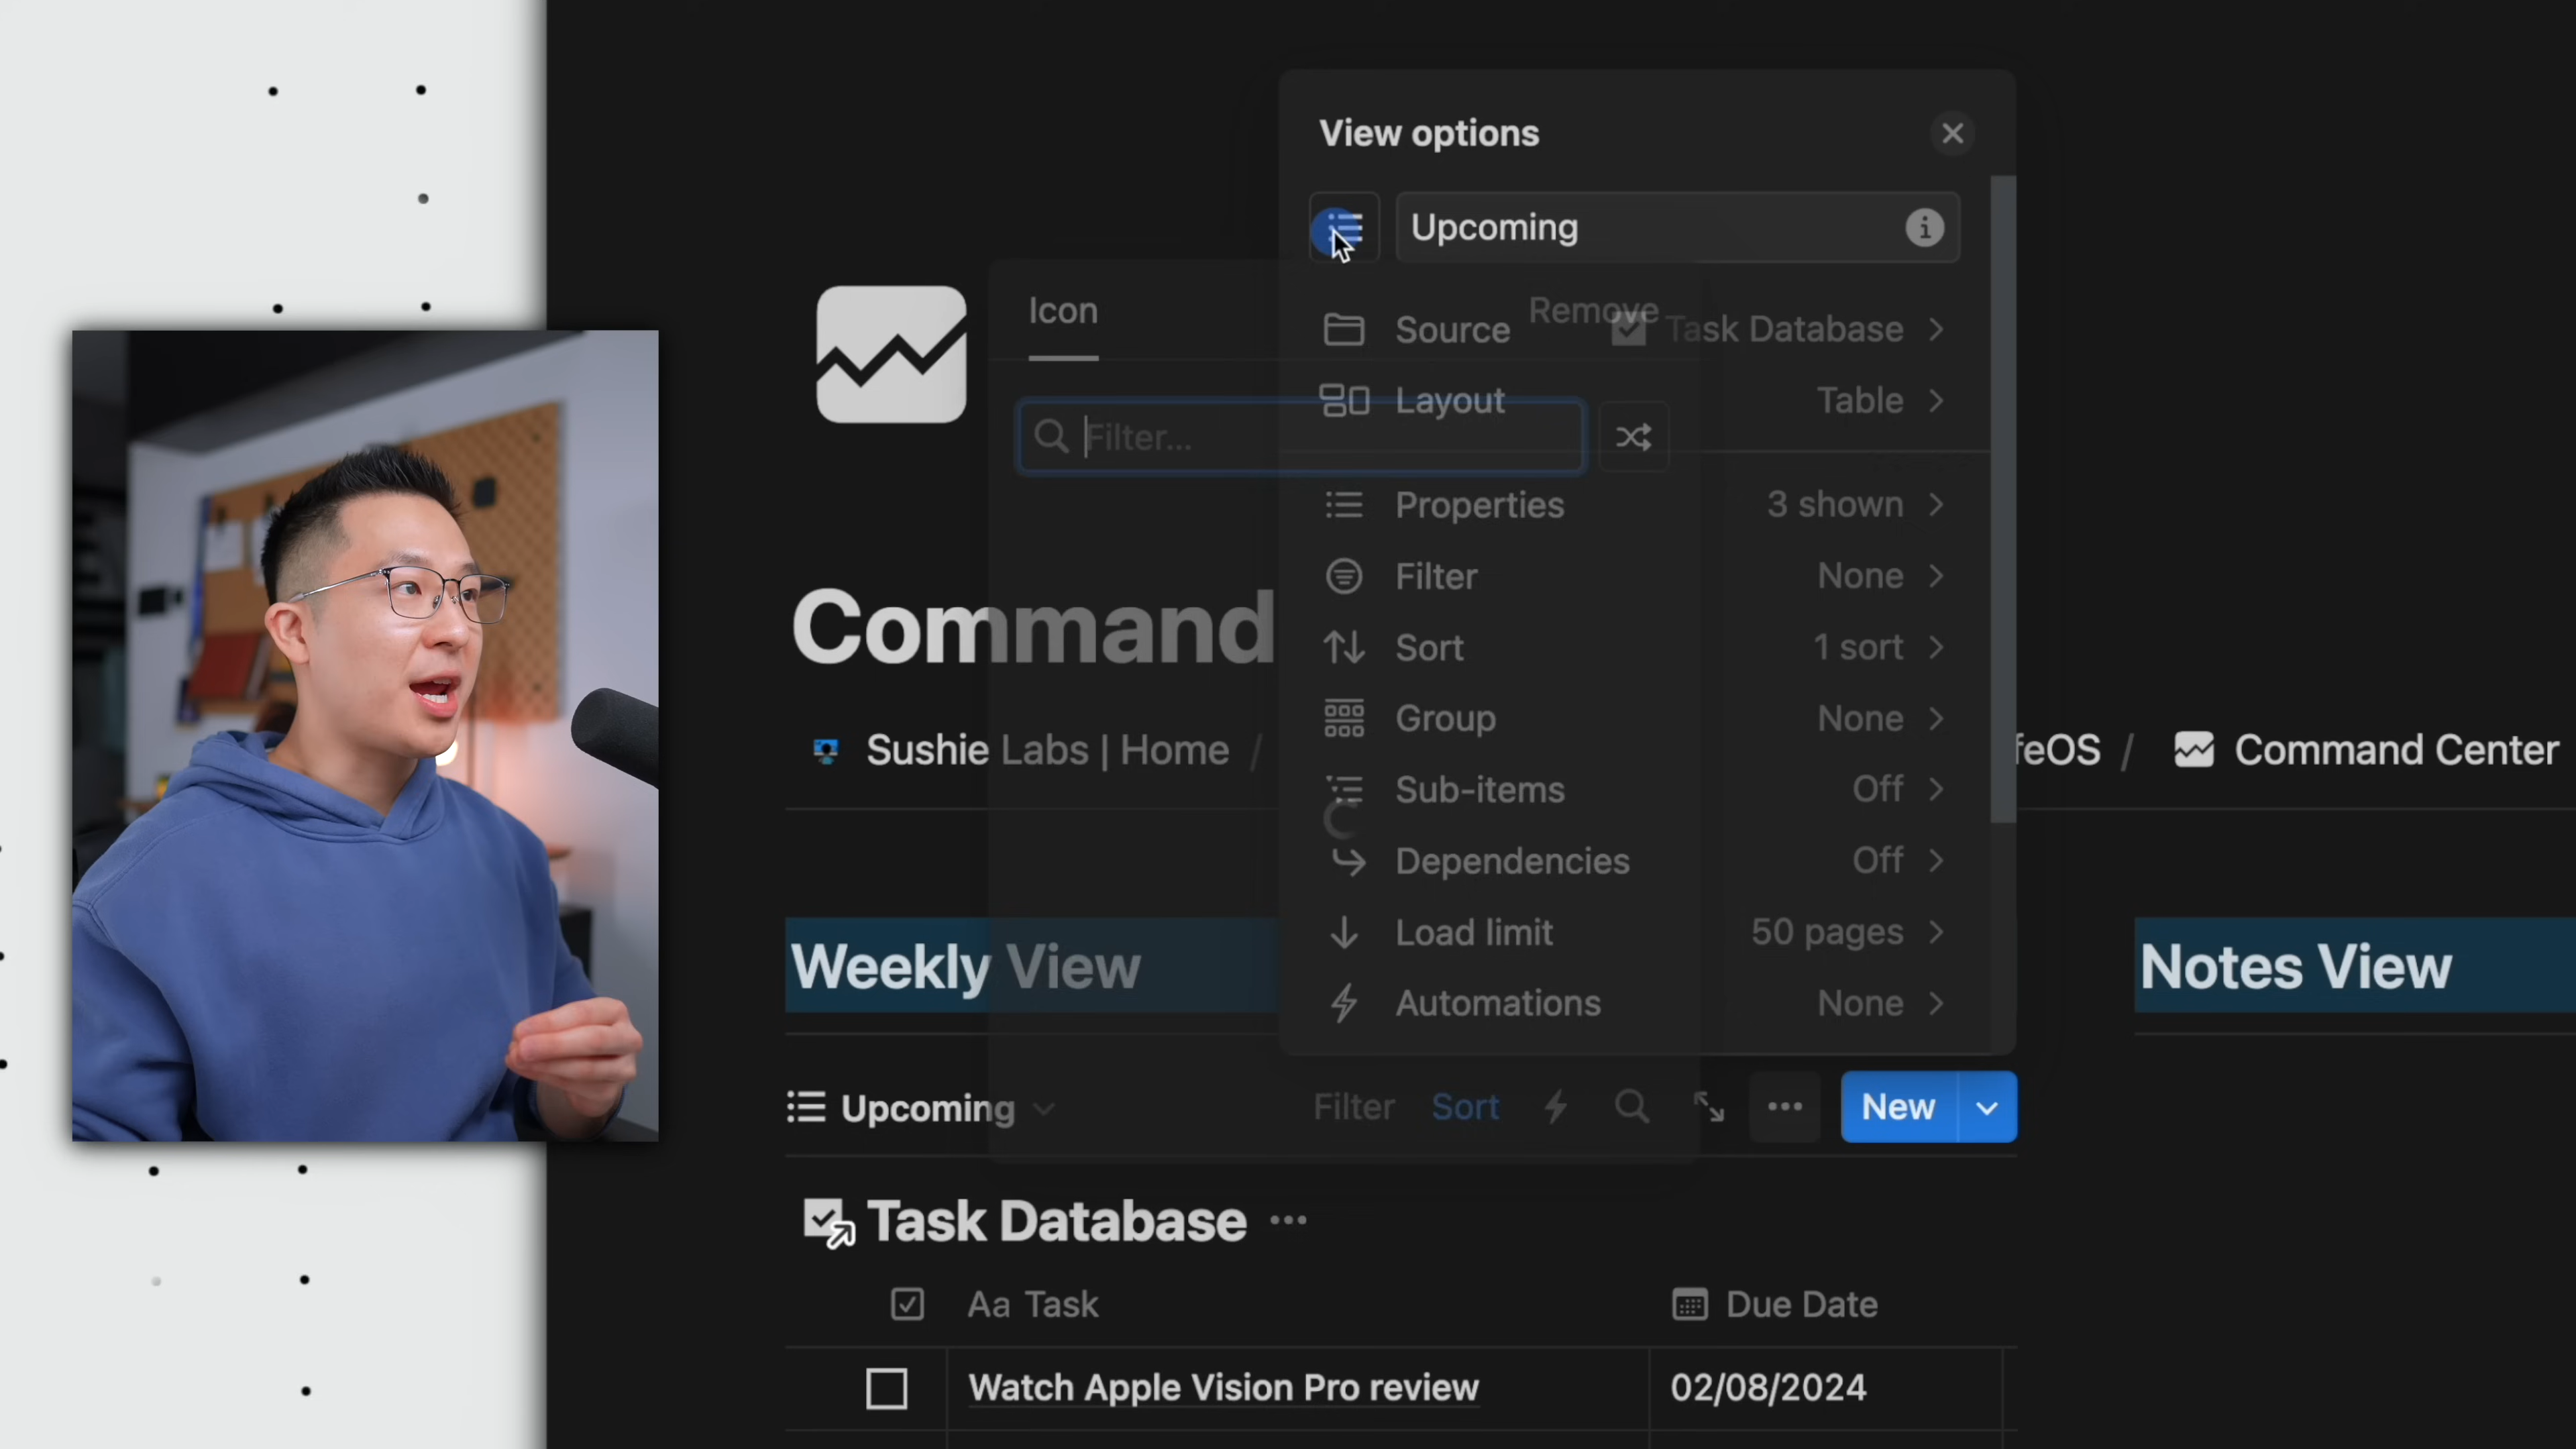 View options
Upcoming
Icon
Remove
Source
Task Database
Layout
Table
Filter...
Properties
3 shown
Filter
None
Sort
1 sort
Group
None
Sub-items
Off
Dependencies
Off
Load limit
50 pages
Automations
None
Command
Sushie Labs | Home /
feOS / Command Center
Weekly View
Notes View
Upcoming
Filter
Sort
New
Task Database
Aa Task
Due Date
Watch Apple Vision Pro review
02/08/2024